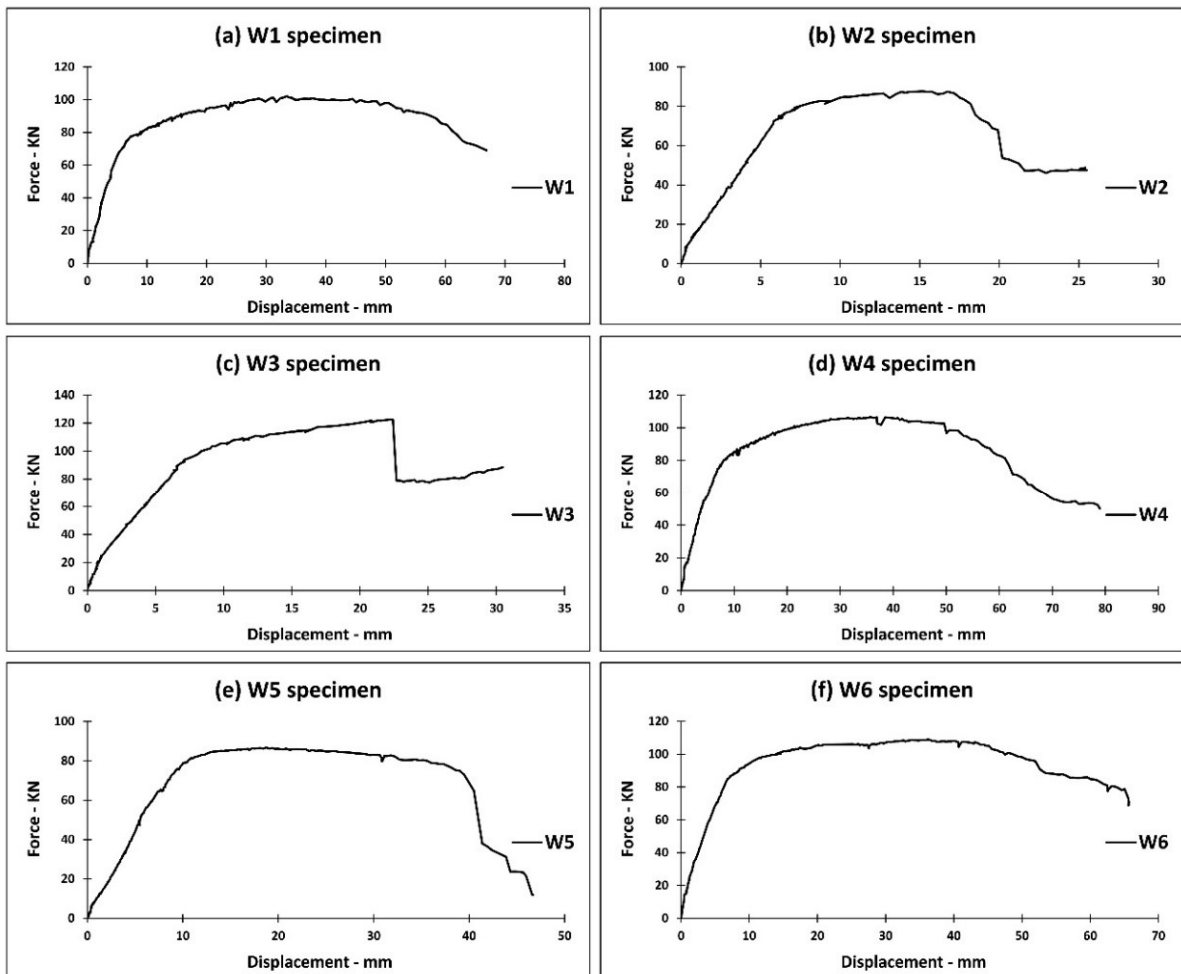 (a) W1 specimen
120
100
80
60
40
20
0
Force - KN
0 10 20 30 40 50 60 70 80
Displacement - mm
W1
(b) W2 specimen
100
80
60
40
20
0
Force - KN
0 5 10 15 20 25 30
Displacement - mm
W2
(c) W3 specimen
140
120
100
80
60
40
20
0
Force - KN
0 5 10 15 20 25 30 35
Displacement - mm
W3
(d) W4 specimen
120
100
80
60
40
20
0
Force - KN
0 10 20 30 40 50 60 70 80 90
Displacement - mm
W4
(e) W5 specimen
100
80
60
40
20
0
Force - KN
0 10 20 30 40 50
Displacement - mm
W5
(f) W6 specimen
120
100
80
60
40
20
0
Force - KN
0 10 20 30 40 50 60 70
Displacement - mm
W6